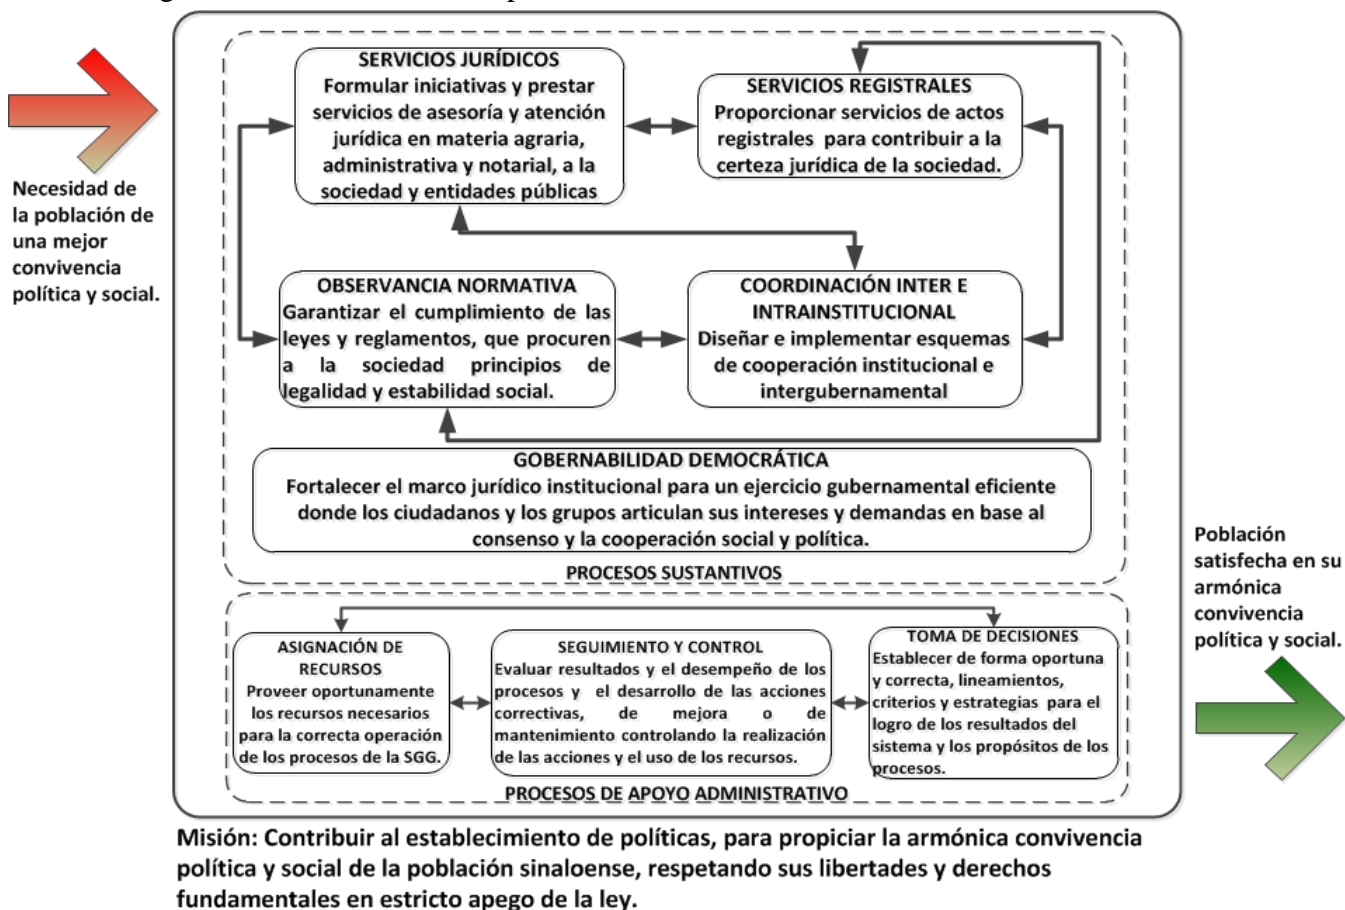 SERVICIOS JURÍDICOS
Formular iniciativas y prestar
servicios de asesoría y atención
jurídica en materia agraria,
administrativa y notarial, a la
sociedad y entidades públicas
SERVICIOS REGISTRALES
Proporcionar servicios de actos
registrales para contribuir a la
certeza jurídica de la sociedad.
Necesidad de
la población de
una mejor
convivencia
política y social.
OBSERVANCIA NORMATIVA
Garantizar el cumplimiento de las
leyes y reglamentos, que procuren
a la sociedad principios de
legalidad y estabilidad social.
COORDINACIÓN INTER E
INTRAINSTITUCIONAL
Diseñar e implementar esquemas
de cooperación institucional e
intergubernamental
GOBERNABILIDAD DEMOCRÁTICA
Fortalecer el marco jurídico institucional para un ejercicio gubernamental eficiente
donde los ciudadanos y los grupos articulan sus intereses y demandas en base al
consenso y la cooperación social y política.
PROCESOS SUSTANTIVOS
ASIGNACIÓN DE
RECURSOS
Proveer oportunamente
los recursos necesarios
para la correcta operación
de los procesos de la SGG.
SEGUIMIENTO Y CONTROL
Evaluar resultados y el desempeño de los
procesos y el desarrollo de las acciones
correctivas, de mejora o de
mantenimiento controlando la realización
de las acciones y el uso de los recursos.
TOMA DE DECISIONES
Establecer de forma oportuna
y correcta, lineamientos,
criterios y estrategias para el
logro de los resultados del
sistema y los propósitos de los
procesos.
PROCESOS DE APOYO ADMINISTRATIVO
Población
satisfecha en su
armónica
convivencia
política y social.
Misión: Contribuir al establecimiento de políticas, para propiciar la armónica convivencia
política y social de la población sinaloense, respetando sus libertades y derechos
fundamentales en estricto apego de la ley.